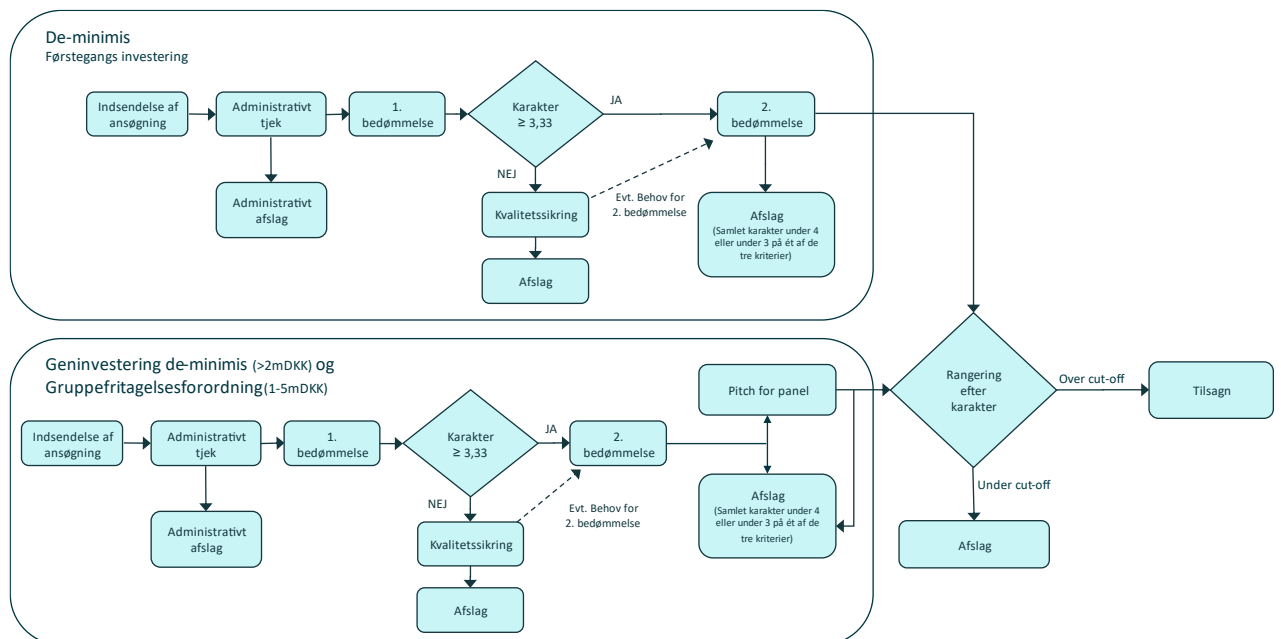 De-minimis
Førstegangs investering
Indsendelse af
ansøgning
Administrativt
tjek
1.
bedømmelse
Karakter
≥ 3,33
JA
2.
bedømmelse
NEJ
Administrativt
afslag
Kvalitetssikring
Evt. Behov for
2. bedømmelse
Afslag
(Samlet karakter under 4
eller under 3 på ét af de
tre kriterier)
Afslag
Geninvestering de-minimis (>2mDKK) og
Gruppefritagelsesforordning(1-5mDKK)
Indsendelse af
ansøgning
Administrativt
tjek
1.
bedømmelse
Karakter
≥ 3,33
JA
2.
bedømmelse
Pitch for panel
NEJ
Administrativt
afslag
Kvalitetssikring
Evt. Behov for
2. bedømmelse
Afslag
(Samlet karakter under 4
eller under 3 på ét af de
tre kriterier)
Afslag
Rangering
efter
karakter
Over cut-off
Tilsagn
Under cut-off
Afslag